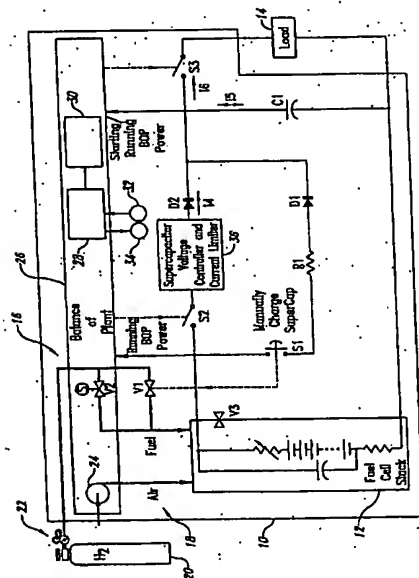 14
Load
S3
I6
I5
C1
30
Starting/
Running
BOP
Power
D2
I4
Supercapacitor
Voltage
Controller and
Current Limiter
36
D1
28
32
34
26
Balance of Plant
16
Running
BOP
Power
S2
Manually
Charge
SuperCap
S1
R1
S
V2
V1
V3
Fuel
24
Air
Fuel
Cell
Stack
22
H2
20
18
10
12